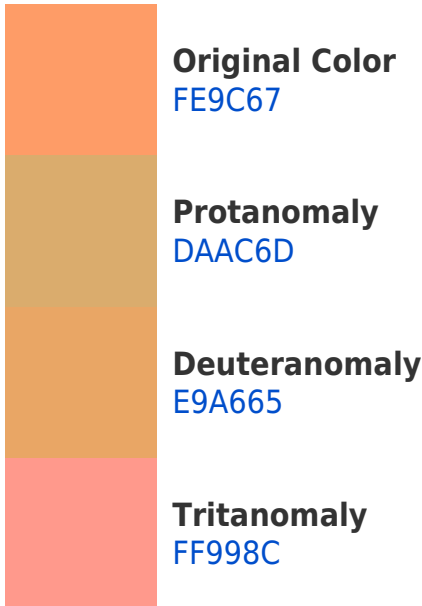 Original Color
FE9C67
Protanomaly
DAAC6D
Deuteranomaly
E9A665
Tritanomaly
FF998C